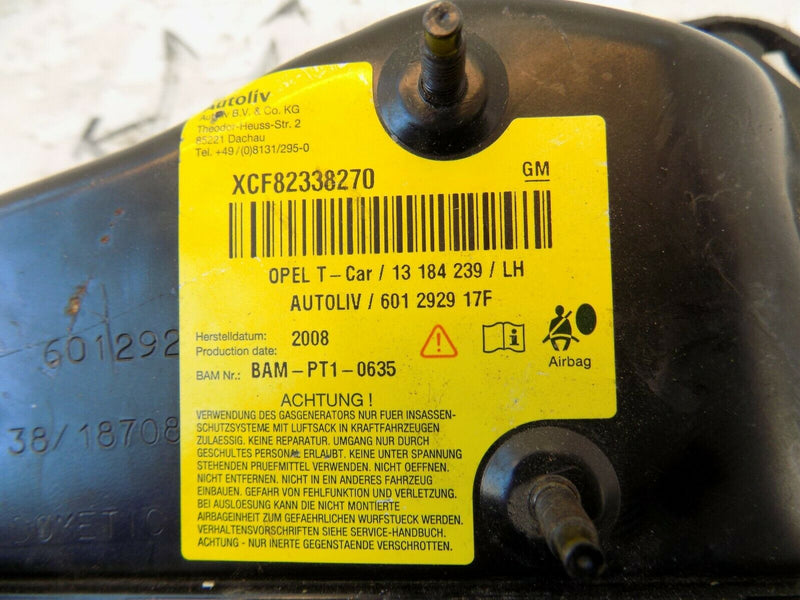 Autoliv
Autoliv B.V. & Co. KG
Theodor-Heuss-Str. 2
85221 Dachau
Tel. +49/(0)8131/295-0
XCF82338270
GM
OPEL T-Car / 13 184 239 / LH
AUTOLIV / 601 2929 17F
Herstelldatum: 2008
Production date:
BAM Nr.: BAM-PT1-0635
Airbag
ACHTUNG !
VERWENDUNG DES GASGENERATORS NUR FUER INSASSEN-
SCHUTZSYSTEME MIT LUFTSACK IN KRAFTFAHRZEUGEN
ZULAESSIG. KEINE REPARATUR. UMGANG NUR DURCH
GESCHULTES PERSONAL ERLAUBT. KEINE UNTER SPANNUNG
STEHENDEN PRUEFMITTEL VERWENDEN. NICHT OEFFNEN.
NICHT ENTFERNEN. NICHT IN EIN ANDERES FAHRZEUG
EINBAUEN. GEFAHR VON FEHLFUNKTION UND VERLETZUNG.
BEI AUSLOESUNG KANN DIE NICHT MONTIERTE
AIRBAGEINHEIT ZUM GEFAEHRLICHEN WURFSTUECK WERDEN.
VERHALTENSVORSCHRIFTEN SIEHE SERVICE-HANDBUCH.
ACHTUNG - NUR INERTE GEGENSTAENDE VERSCHROTTEN.
601292
38/18708